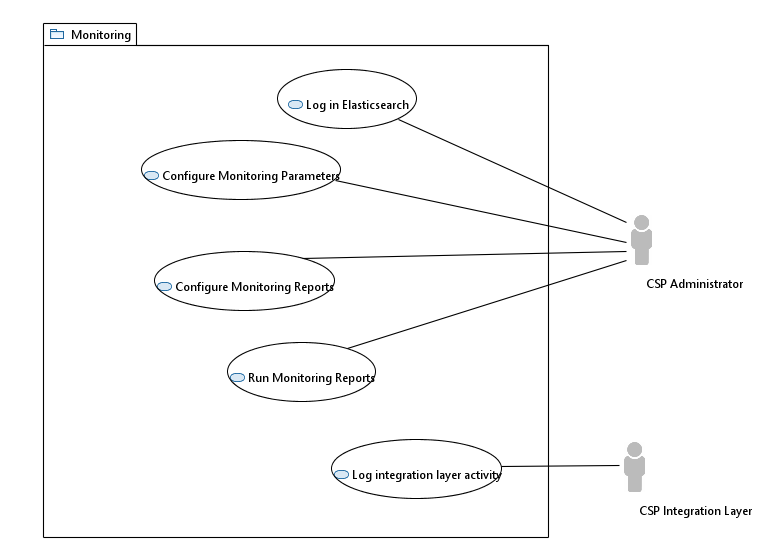 Monitoring
Log in Elasticsearch
Configure Monitoring Parameters
Configure Monitoring Reports
CSP Administrator
Run Monitoring Reports
Log integration layer activity
CSP Integration Layer